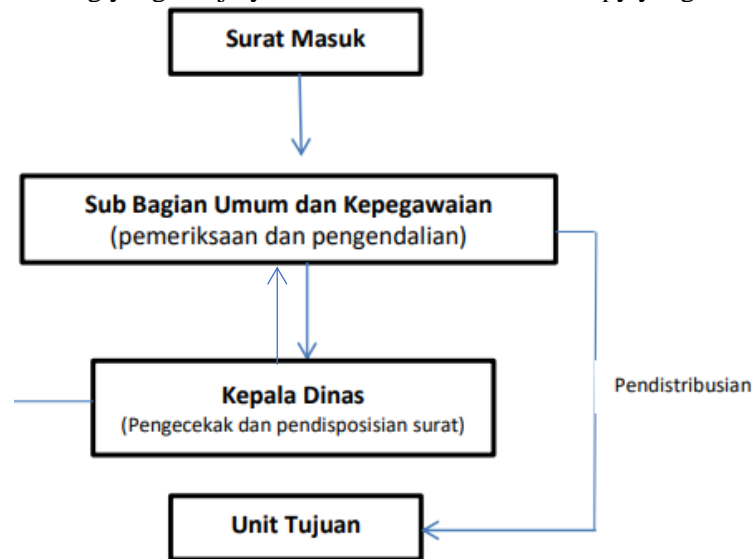 Surat Masuk
Sub Bagian Umum dan Kepegawaian
(pemeriksaan dan pengendalian)
Kepala Dinas
(Pengecekak dan pendisposisian surat)
Pendistribusian
Unit Tujuan